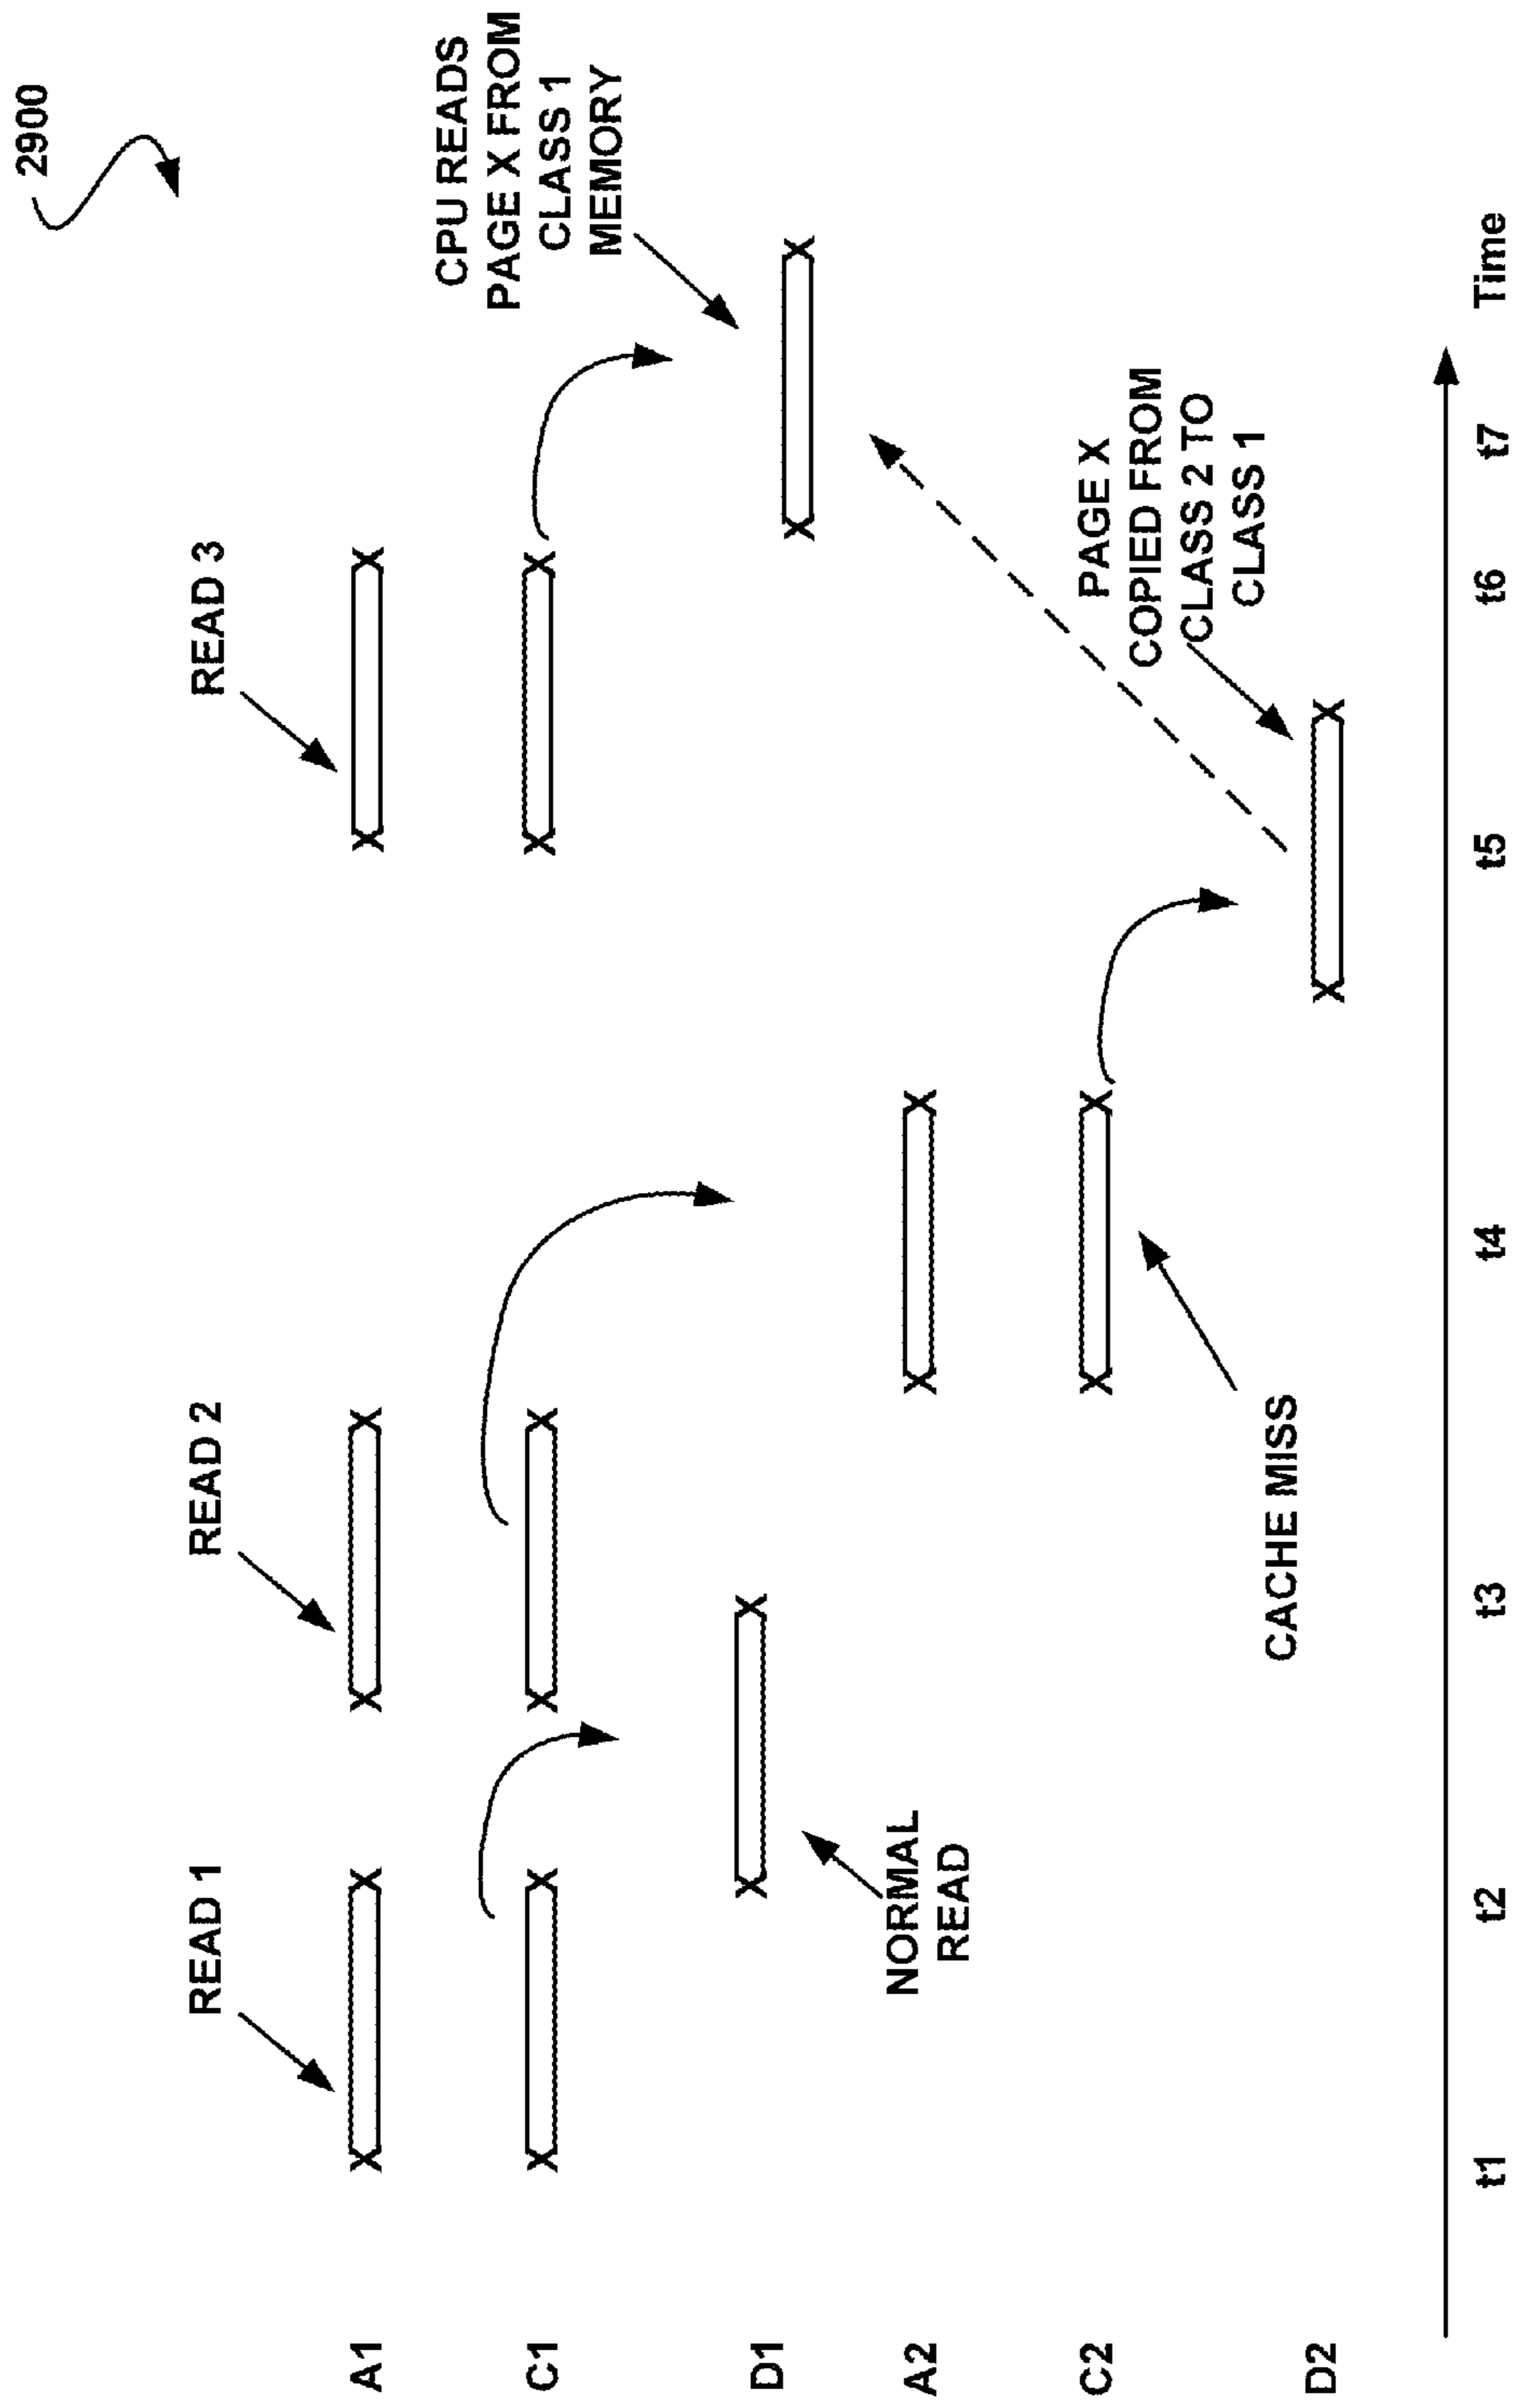 2900
READ 1
READ 2
READ 3
A1
C1
CPU READS
PAGE X FROM
CLASS 1
MEMORY
D1
NORMAL
READ
A2
C2
PAGE X
COPIED FROM
CLASS 2 TO
CLASS 1
CACHE MISS
D2
t1 t2 t3 t4 t5 t6 t7 Time